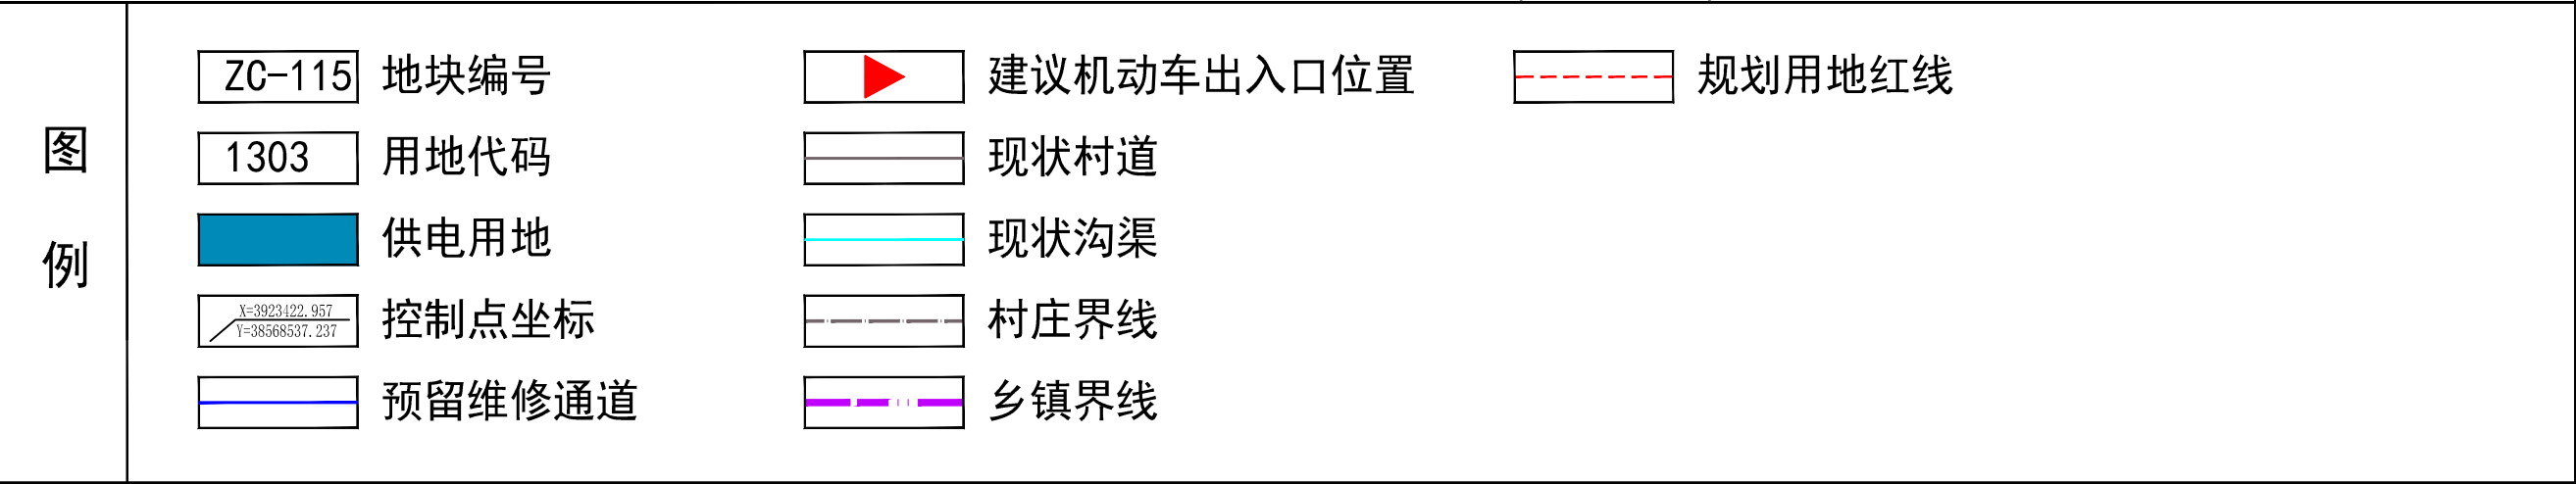 图例
ZC-115 地块编号
1303 用地代码
供电用地
X=3923422.957
Y=38568537.237
控制点坐标
预留维修通道
建议机动车出入口位置
现状村道
现状沟渠
村庄界线
乡镇界线
规划用地红线